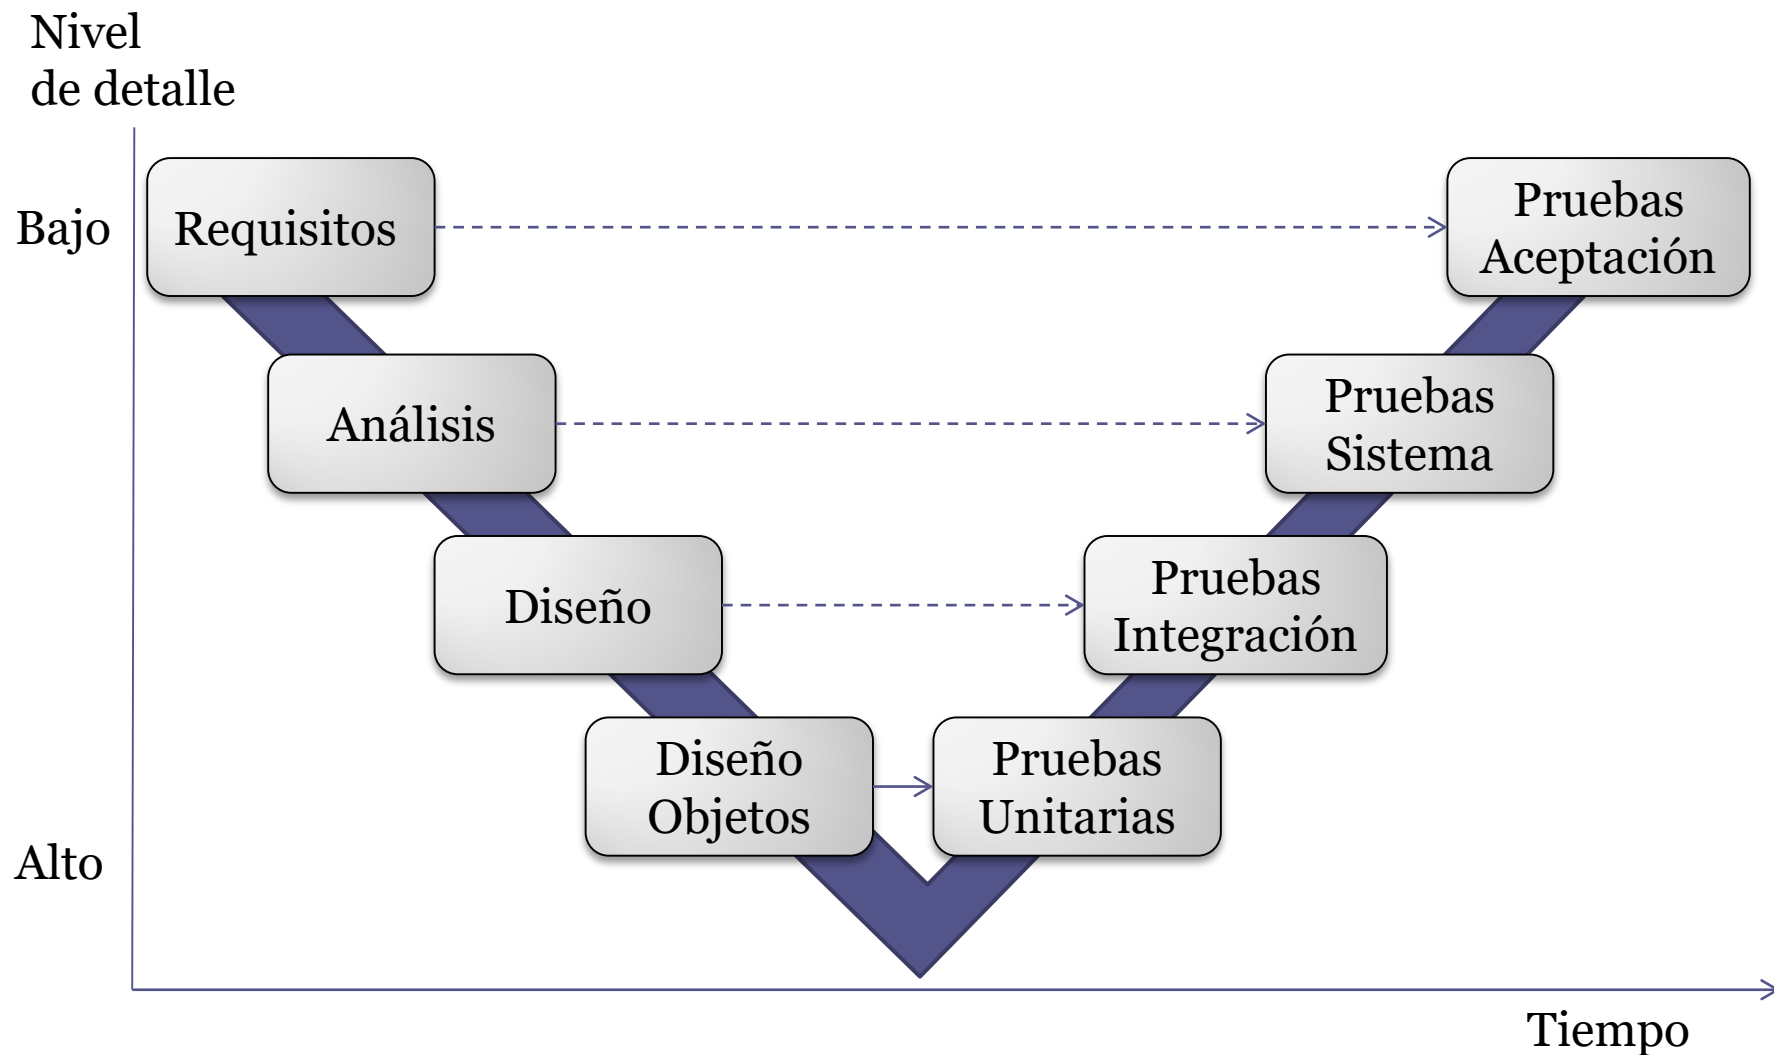 Nivel
de detalle
Bajo
Requisitos
Pruebas
Aceptación
Análisis
Pruebas
Sistema
Diseño
Pruebas
Integración
Diseño
Objetos
Pruebas
Unitarias
Alto
Tiempo